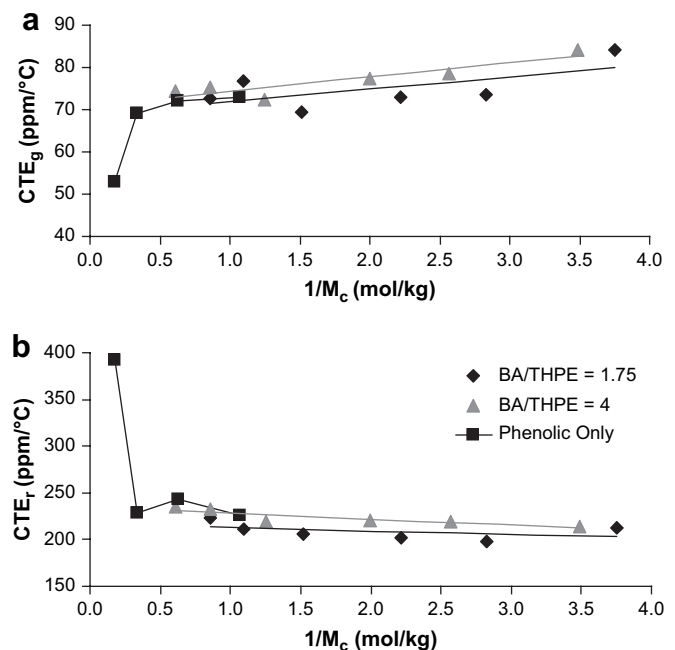 a
90
80
70
60
50
40
CTEg (ppm/°C)
0.0 0.5 1.0 1.5 2.0 2.5 3.0 3.5 4.0
1/Mc (mol/kg)
b
400
350
300
250
200
150
CTEr (ppm/°C)
BA/THPE = 1.75
BA/THPE = 4
Phenolic Only
0.0 0.5 1.0 1.5 2.0 2.5 3.0 3.5 4.0
1/Mc (mol/kg)